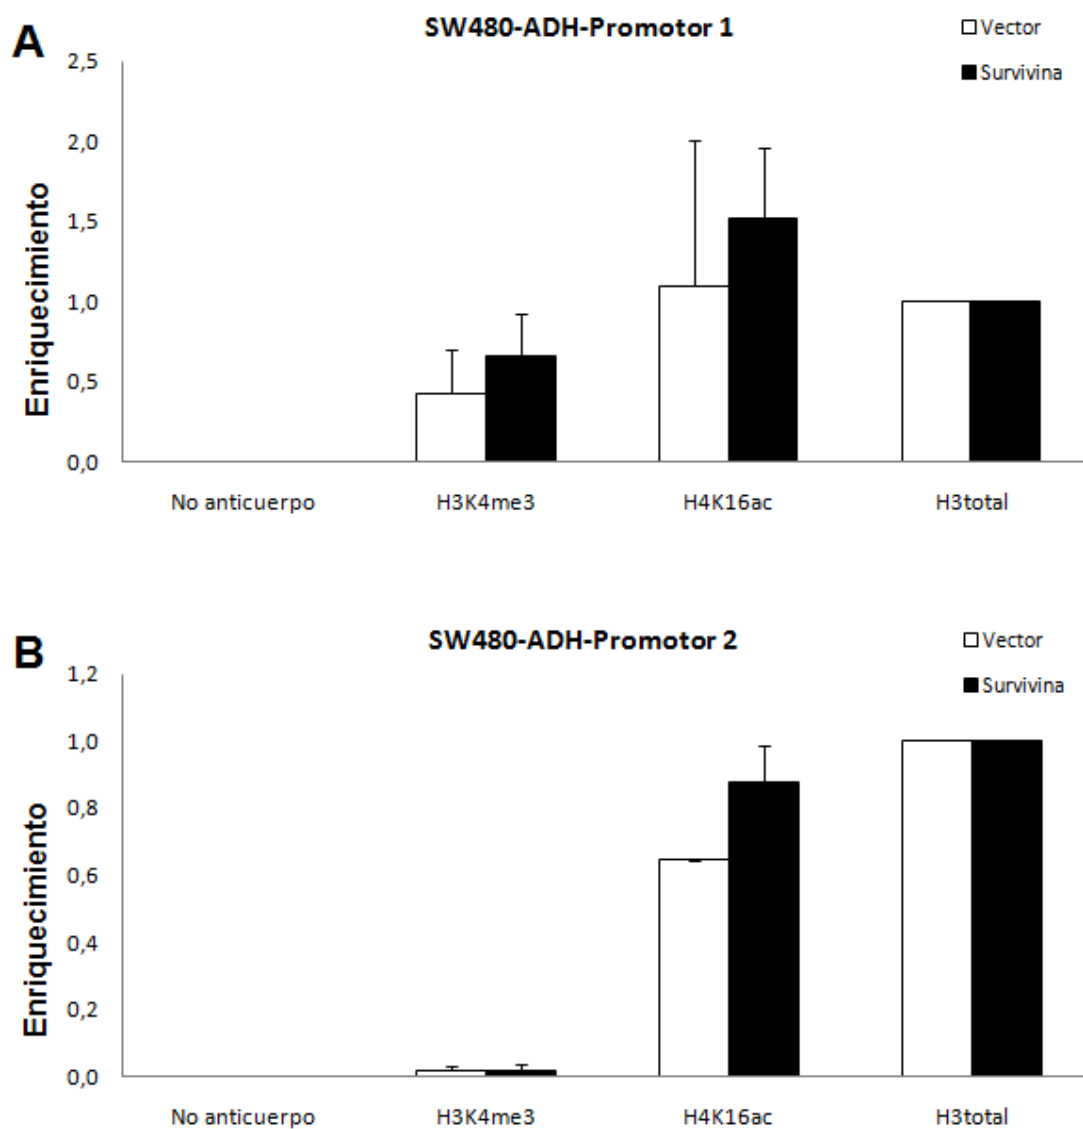 A
SW480-ADH-Promotor 1
Vector
Survivina
Enriquecimiento
2,5
2,0
1,5
1,0
0,5
0,0
No anticuerpo H3K4me3 H4K16ac H3total
B
SW480-ADH-Promotor 2
Vector
Survivina
Enriquecimiento
1,2
1,0
0,8
0,6
0,4
0,2
0,0
No anticuerpo H3K4me3 H4K16ac H3total